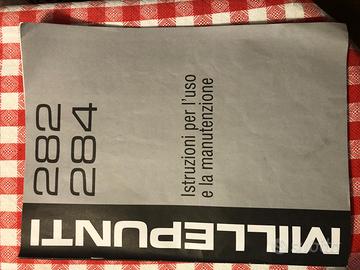 282
284
Istruzioni per l'uso
e la manutenzione
MILLEPUNTI